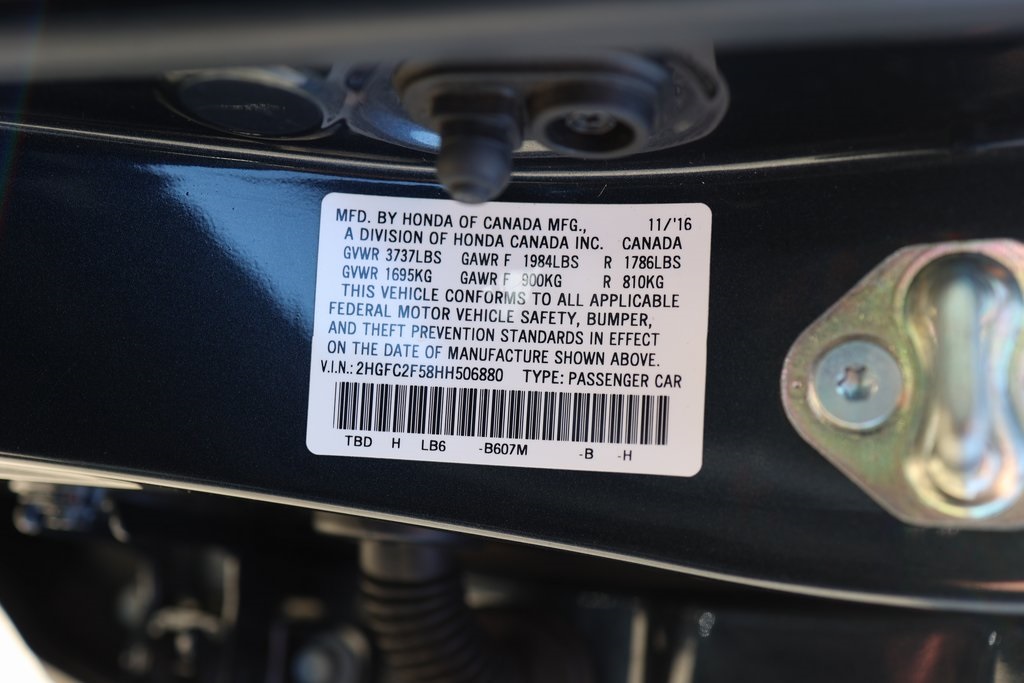 MFD. BY HONDA OF CANADA MFG., 11/'16
A DIVISION OF HONDA CANADA INC. CANADA
GVWR 3737LBS GAWR F 1984LBS R 1786LBS
GVWR 1695KG GAWR F 900KG R 810KG
THIS VEHICLE CONFORMS TO ALL APPLICABLE
FEDERAL MOTOR VEHICLE SAFETY, BUMPER,
AND THEFT PREVENTION STANDARDS IN EFFECT
ON THE DATE OF MANUFACTURE SHOWN ABOVE.
V.I.N.: 2HGFC2F58HH506880 TYPE: PASSENGER CAR
TBD H LB6 -B607M -B -H